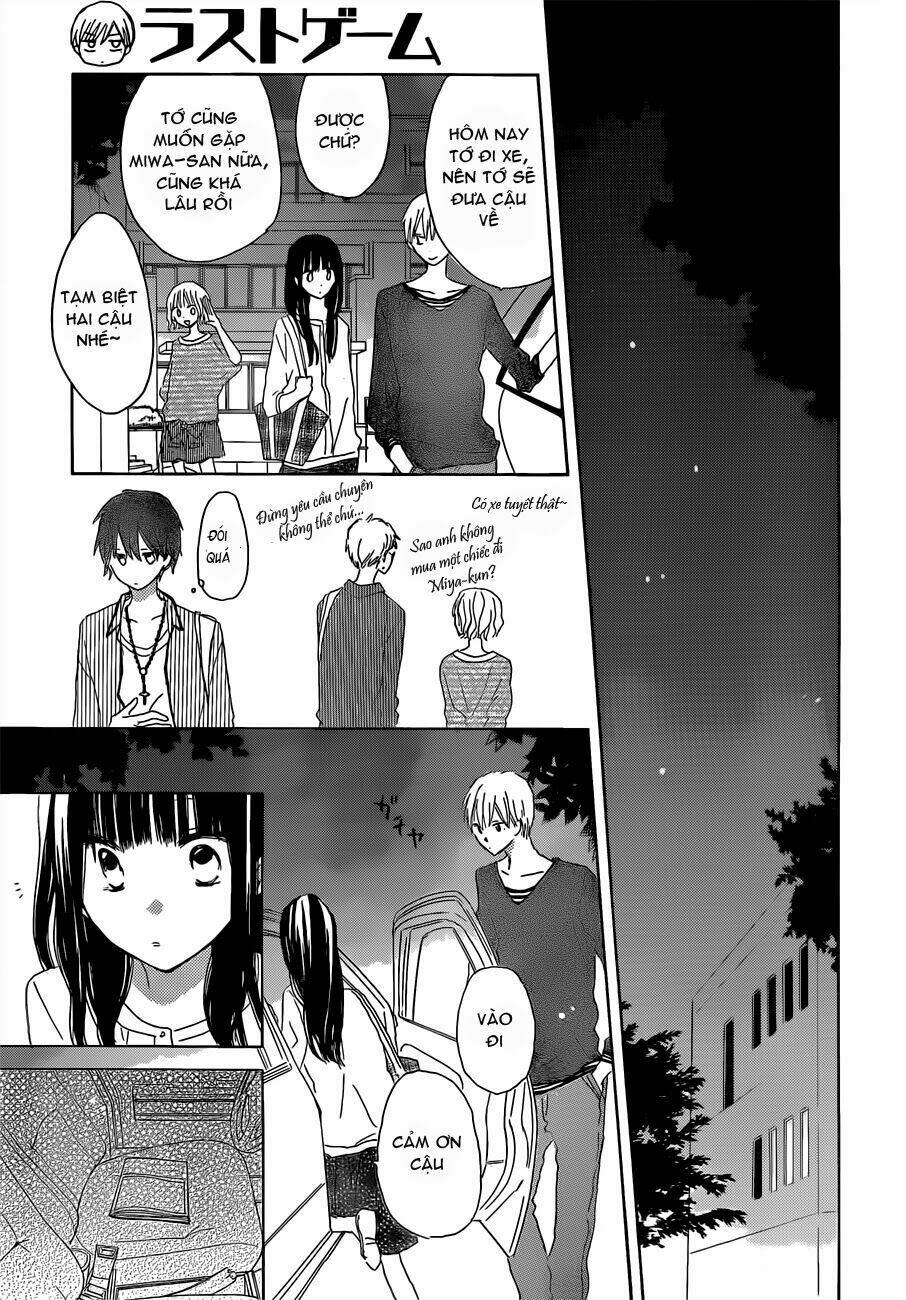 ラストゲーム
HÔM NAY
TỚ ĐI XE,
NÊN TỚ SẼ
ĐƯA CẬU
VỀ
ĐƯỢC
CHỨ?
TỚ CŨNG
MUỐN GẶP
MIWA-SAN NỮA,
CŨNG KHÁ
LÂU RỒI
TẠM BIỆT
HAI CẬU
NHÉ~
Có xe tuyệt thật~
Sao anh không
mua một chiếc đi
Miya-kun?
Đừng yêu cầu chuyện
không thể chứ...
ĐÓI
QUÁ
ガチャ
VÀO
ĐI
CẢM ƠN
CẬU